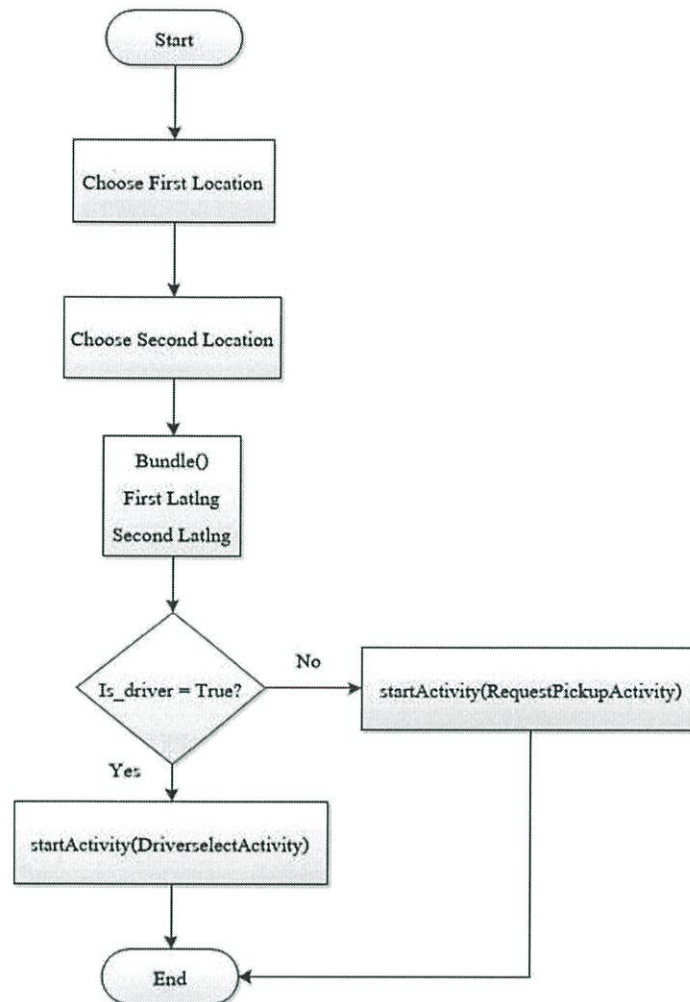 Start
Choose First Location
Choose Second Location
Bundle()
First Latlng
Second Latlng
Is_driver = True?
No
startActivity(RequestPickupActivity)
Yes
startActivity(DriverselectActivity)
End